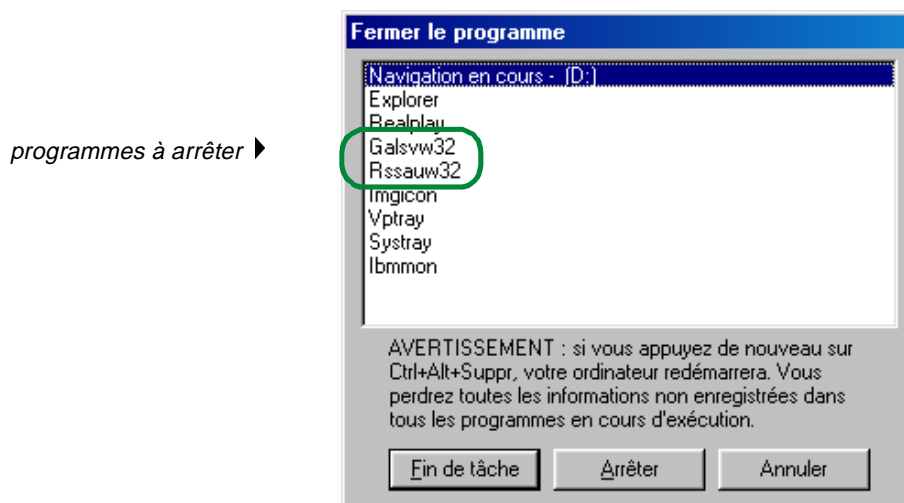 Fermer le programme
Navigation en cours - (D:)
Explorer
Realplay
programmes à arrêter
Galsvw32
Rssauw32
Imgicon
Vptray
Systray
Ibmmon
AVERTISSEMENT : si vous appuyez de nouveau sur
Ctrl+Alt+Suppr, votre ordinateur redémarrera. Vous
perdrez toutes les informations non enregistrées dans
tous les programmes en cours d'exécution.
Fin de tâche Arrêter Annuler